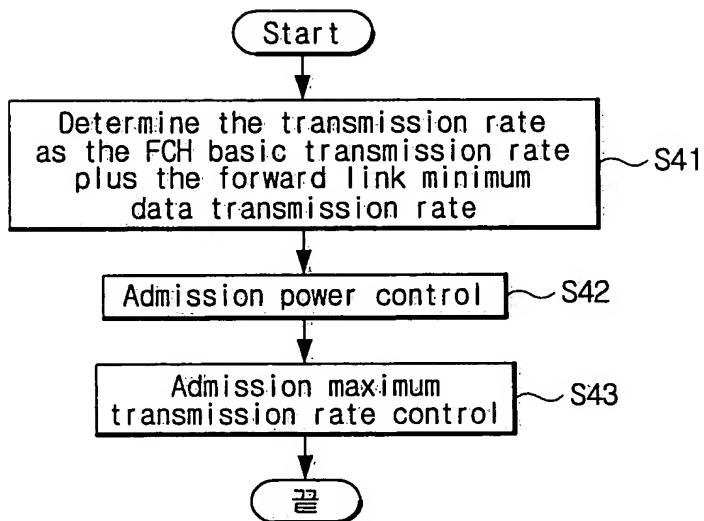 Start
Determine the transmission rate
as the FCH basic transmission rate
plus the forward link minimum
data transmission rate
S41
Admission power control
S42
Admission maximum
transmission rate control
S43
끝